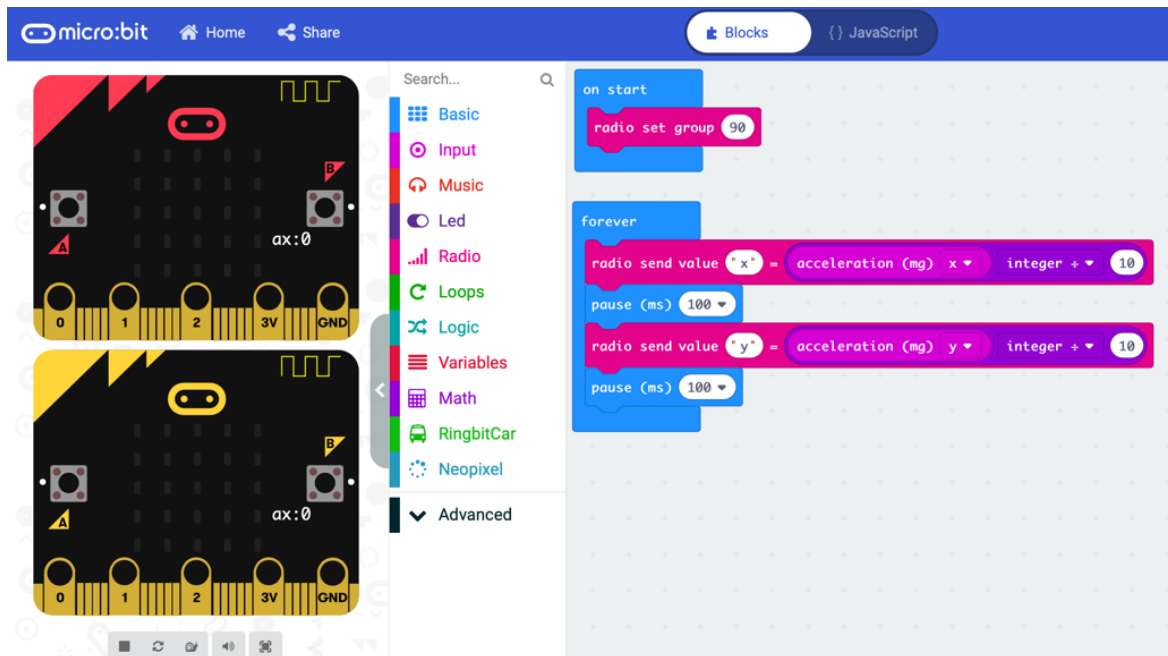 micro:bit Home Share Blocks {} JavaScript
B
A
ax:0
0 1 2 3V GND
B
A
ax:0
0 1 2 3V GND
Search...
Basic
Input
Music
Led
Radio
Loops
Logic
Variables
Math
RingbitCar
Neopixel
Advanced
on start
radio set group 90
forever
radio send value "x" = acceleration (mg) x integer ÷ 10
pause (ms) 100
radio send value "y" = acceleration (mg) y integer ÷ 10
pause (ms) 100